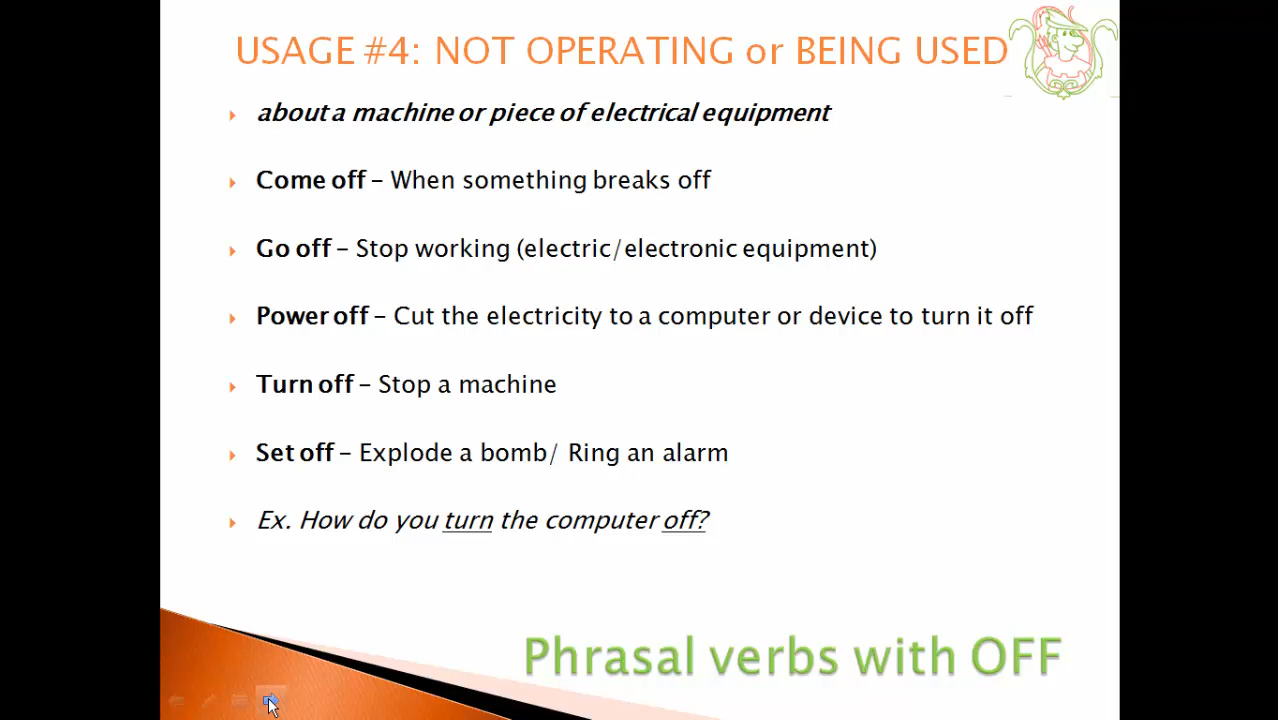 USAGE #4: NOT OPERATING or BEING USED
about a machine or piece of electrical equipment
Come off – When something breaks off
Go off – Stop working (electric/electronic equipment)
Power off – Cut the electricity to a computer or device to turn it off
Turn off – Stop a machine
Set off – Explode a bomb/ Ring an alarm
Ex. How do you turn the computer off?
Phrasal verbs with OFF